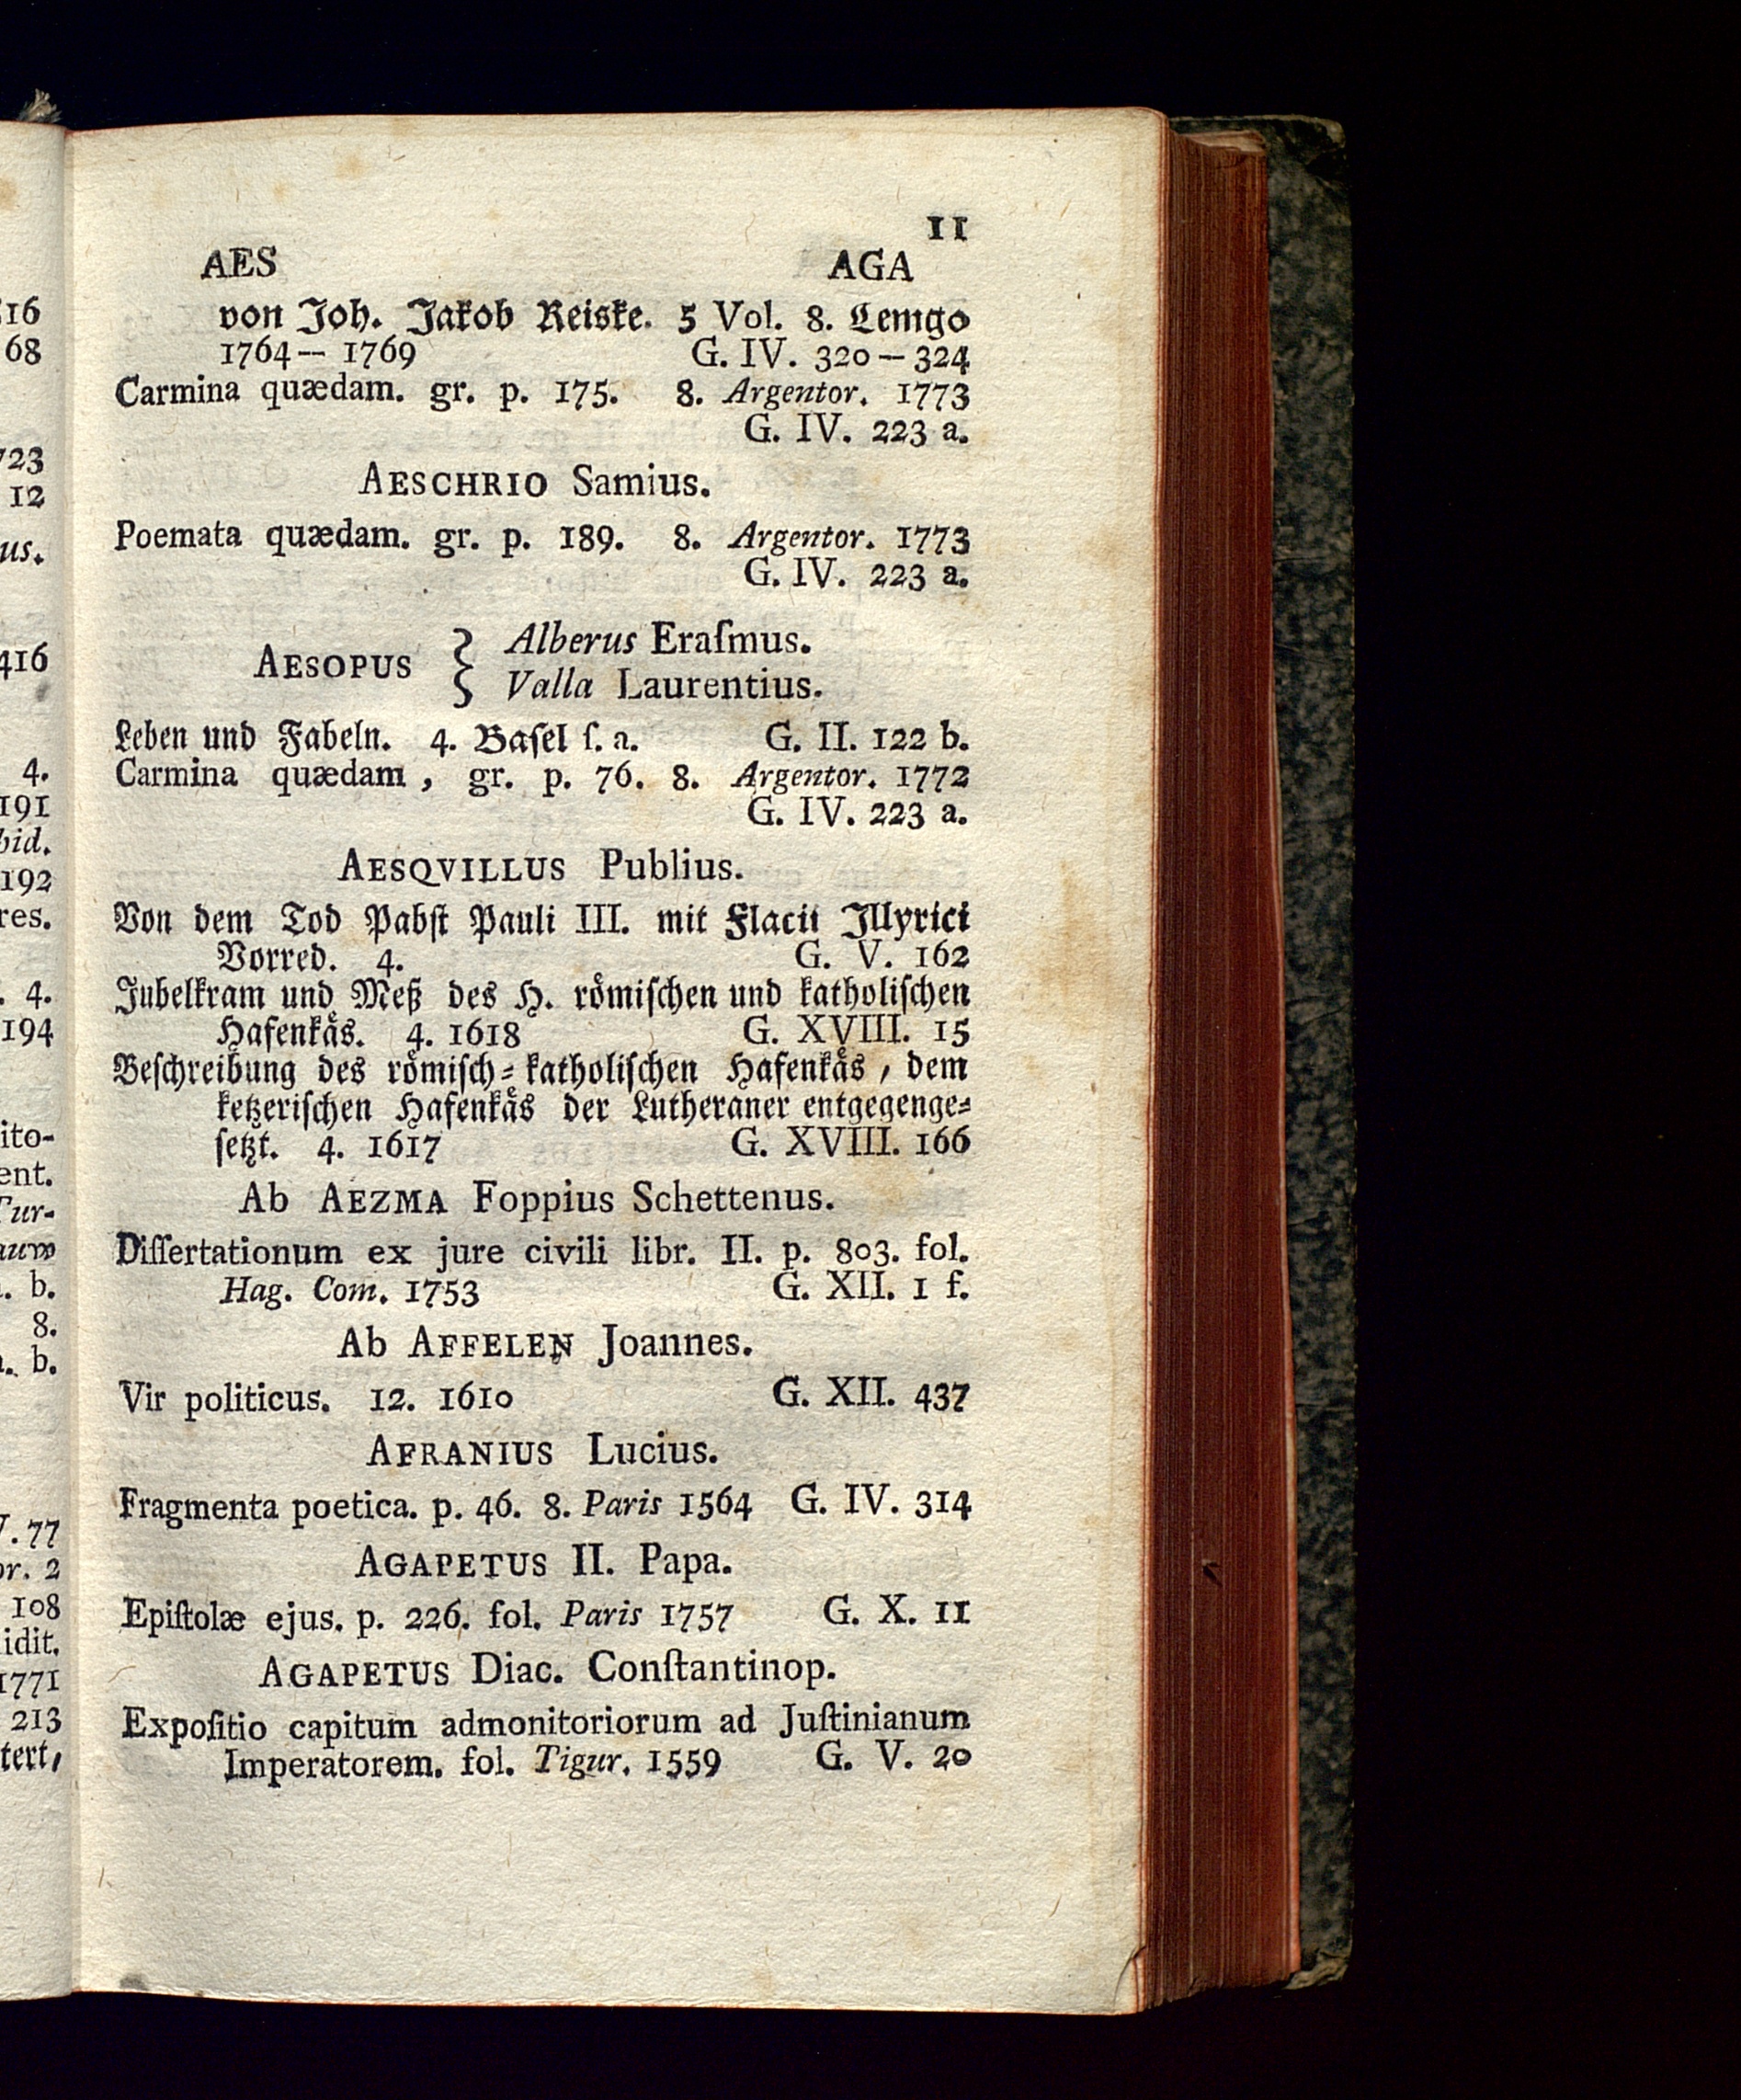 11
AES AGA
von Joh. Jakob Reiske. 5 Vol. 8. Lemgo
1764 — 1769 G. IV. 320 — 324
Carmina quædam. gr. p. 175. 8. Argentor. 1773
G. IV. 223 a.
AESCHRIO Samius.
Poemata quædam. gr. p. 189. 8. Argentor. 1773
G. IV. 223 a.
AESOPUS } Alberus Eraſmus.
Valla Laurentius.
Leben und Fabeln. 4. Baſel ſ. a. G. II. 122 b.
Carmina quædam, gr. p. 76. 8. Argentor. 1772
G. IV. 223 a.
AESQVILLUS Publius.
Von dem Tod Pabſt Pauli III. mit Flacii Illyrici
Vorred. 4. G. V. 162
Jubelkram und Meß des H. römiſchen und katholiſchen
Hafenkäs. 4. 1618 G. XVIII. 15
Beſchreibung des römiſch-katholiſchen Hafenkäs, dem
ketzeriſchen Hafenkäs der Lutheraner entgegenge-
ſetzt. 4. 1617 G. XVIII. 166
Ab AEZMA Foppius Schettenus.
Diſſertationum ex jure civili libr. II. p. 803. fol.
Hag. Com. 1753 G. XII. 1 f.
Ab AFFELEN Joannes.
Vir politicus. 12. 1610 G. XII. 437
AFRANIUS Lucius.
Fragmenta poetica. p. 46. 8. Paris 1564 G. IV. 314
AGAPETUS II. Papa.
Epiſtolæ ejus. p. 226. fol. Paris 1757 G. X. 11
AGAPETUS Diac. Conſtantinop.
Expoſitio capitum admonitoriorum ad Juſtinianum
Imperatorem. fol. Tigur. 1559 G. V. 20